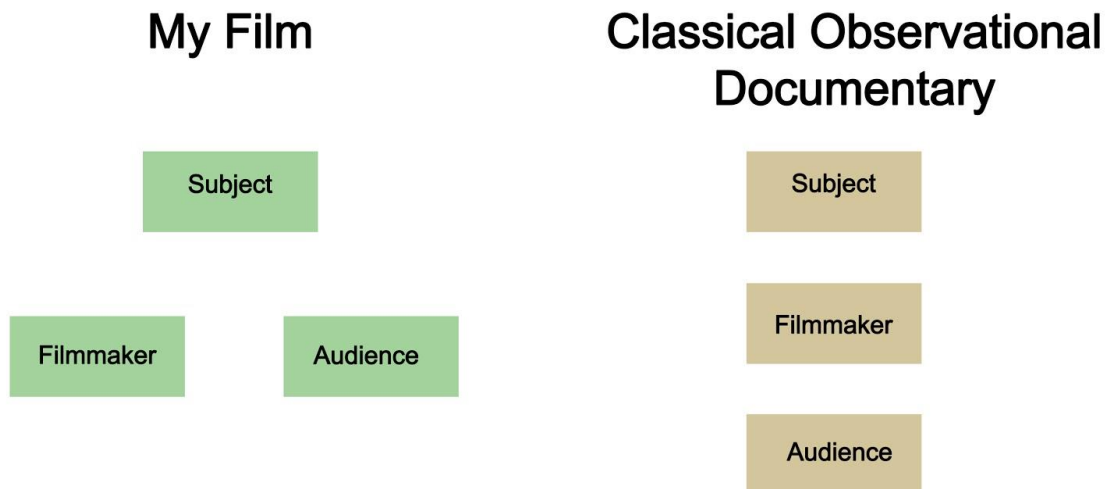 My Film
Subject
Filmmaker
Audience
Classical Observational
Documentary
Subject
Filmmaker
Audience